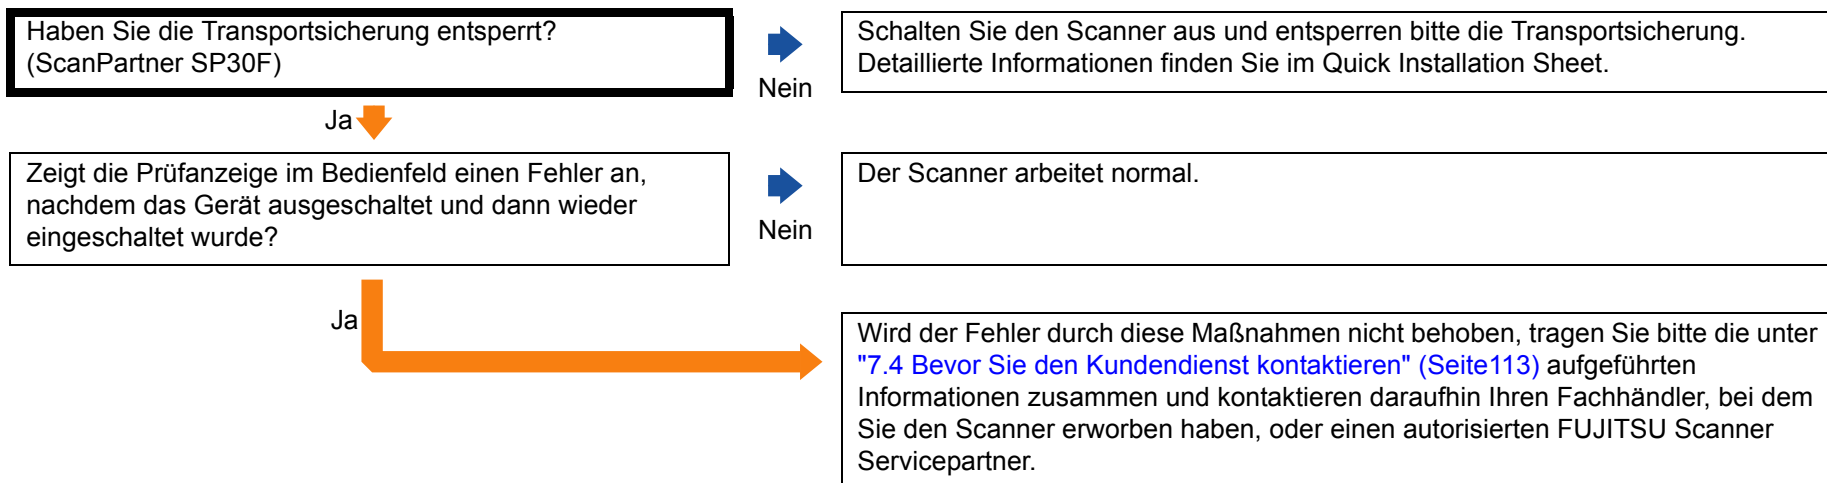 Haben Sie die Transportsicherung entsperrt?
(ScanPartner SP30F)
Nein
Schalten Sie den Scanner aus und entsperren bitte die Transportsicherung.
Detaillierte Informationen finden Sie im Quick Installation Sheet.
Ja
Zeigt die Prüfanzeige im Bedienfeld einen Fehler an,
nachdem das Gerät ausgeschaltet und dann wieder
eingeschaltet wurde?
Nein
Der Scanner arbeitet normal.
Ja
Wird der Fehler durch diese Maßnahmen nicht behoben, tragen Sie bitte die unter
"7.4 Bevor Sie den Kundendienst kontaktieren" (Seite113) aufgeführten
Informationen zusammen und kontaktieren daraufhin Ihren Fachhändler, bei dem
Sie den Scanner erworben haben, oder einen autorisierten FUJITSU Scanner
Servicepartner.